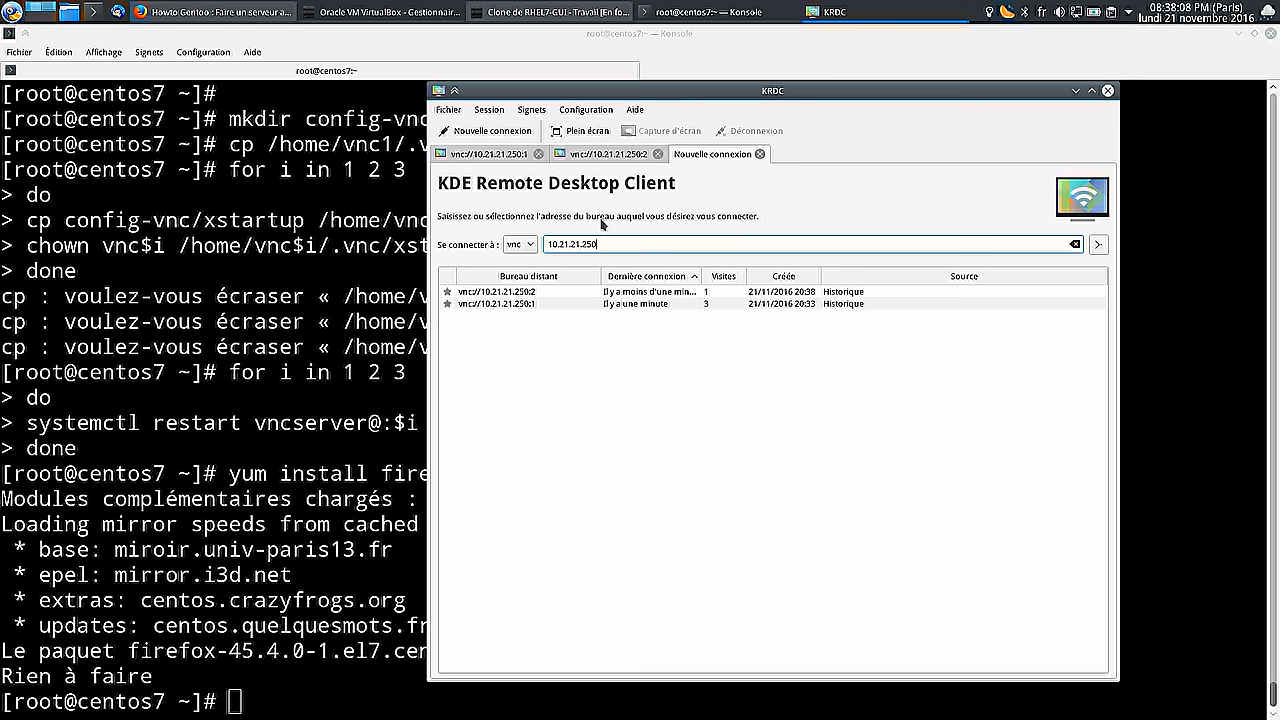 Howto Gentoo : Faire un serveur a...
Oracle VM VirtualBox - Gestionnair...
Clone de RHEL7-GUI - Travail [En fo...
root@centos7:~ — Konsole
KRDC
fr
08:38:08 PM (Paris)
lundi 21 novembre 2016
root@centos7:~ — Konsole
Fichier Édition Affichage Signets Configuration Aide
root@centos7:~
[root@centos7 ~]#
[root@centos7 ~]# mkdir config-vnc
[root@centos7 ~]# cp /home/vnc1/.v
[root@centos7 ~]# for i in 1 2 3
> do
> cp config-vnc/xstartup /home/vnc
> chown vnc$i /home/vnc$i/.vnc/xst
> done
cp : voulez-vous écraser « /home/v
cp : voulez-vous écraser « /home/v
cp : voulez-vous écraser « /home/v
[root@centos7 ~]# for i in 1 2 3
> do
> systemctl restart vncserver@:$i
> done
[root@centos7 ~]# yum install fire
Modules complémentaires chargés :
Loading mirror speeds from cached
* base: miroir.univ-paris13.fr
* epel: mirror.i3d.net
* extras: centos.crazyfrogs.org
* updates: centos.quelquesmots.fr
Le paquet firefox-45.4.0-1.el7.cen
Rien à faire
[root@centos7 ~]#
KRDC
Fichier Session Signets Configuration Aide
Nouvelle connexion Plein écran Capture d'écran Déconnexion
vnc://10.21.21.250:1 vnc://10.21.21.250:2 Nouvelle connexion
KDE Remote Desktop Client
Saisissez ou sélectionnez l'adresse du bureau auquel vous désirez vous connecter.
Se connecter à : vnc 10.21.21.250
Bureau distant Dernière connexion Visites Créée Source
vnc://10.21.21.250:2 Il y a moins d'une min... 1 21/11/2016 20:38 Historique
vnc://10.21.21.250:1 Il y a une minute 3 21/11/2016 20:33 Historique